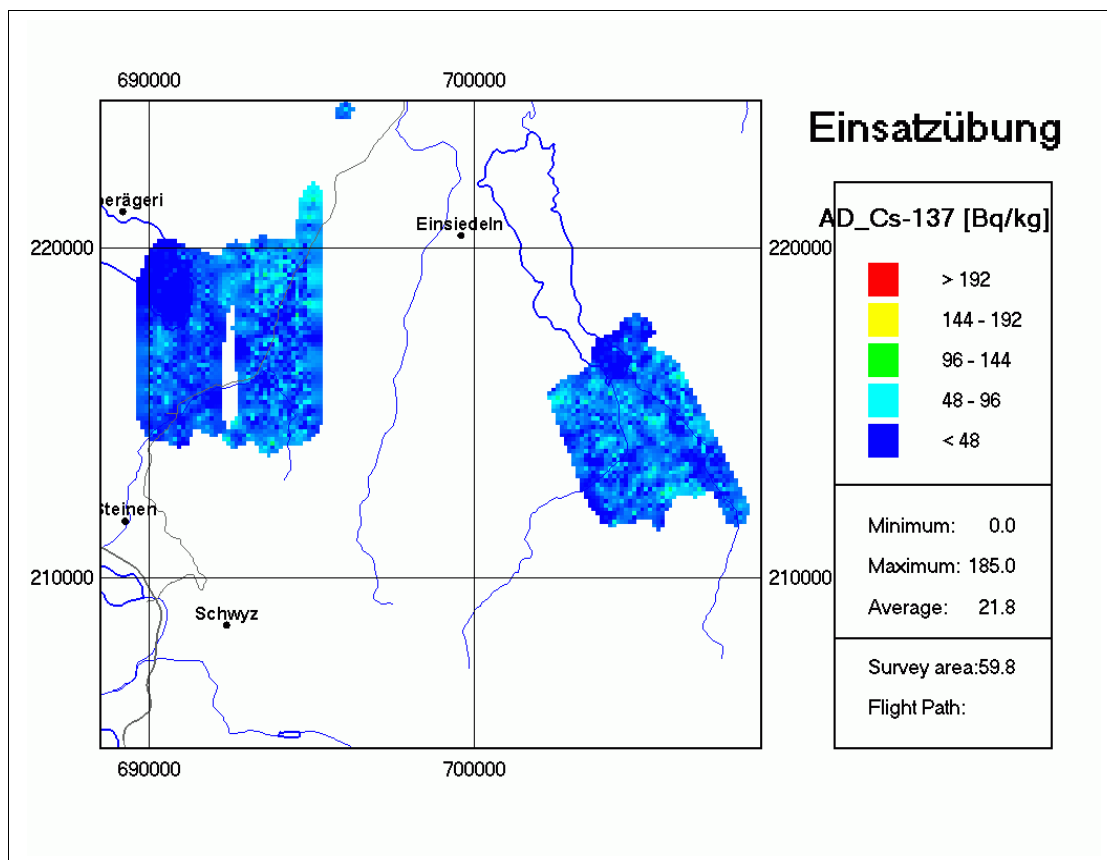 690000 700000
Einsatzübung
erägeri
Einsiedeln
220000 220000
AD_Cs-137 [Bq/kg]
> 192
144 - 192
96 - 144
48 - 96
< 48
Steinen
Minimum: 0.0
210000 210000
Maximum: 185.0
Average: 21.8
Schwyz
Survey area:59.8
Flight Path:
690000 700000